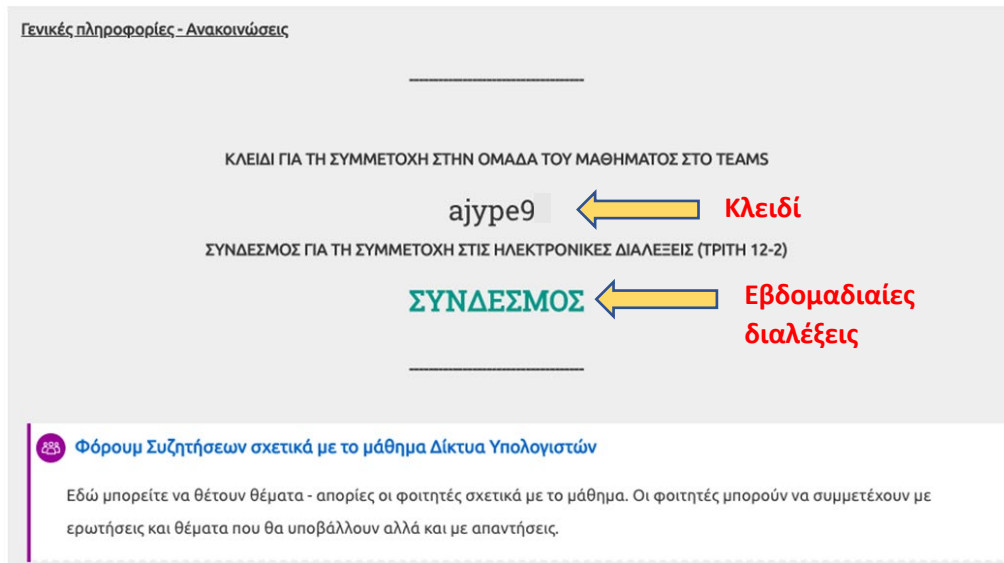 Γενικές πληροφορίες - Ανακοινώσεις
ΚΛΕΙΔΙ ΓΙΑ ΤΗ ΣΥΜΜΕΤΟΧΗ ΣΤΗΝ ΟΜΑΔΑ ΤΟΥ ΜΑΘΗΜΑΤΟΣ ΣΤΟ TEAMS
ajype9 Κλειδί
ΣΥΝΔΕΣΜΟΣ ΓΙΑ ΤΗ ΣΥΜΜΕΤΟΧΗ ΣΤΙΣ ΗΛΕΚΤΡΟΝΙΚΕΣ ΔΙΑΛΕΞΕΙΣ (ΤΡΙΤΗ 12-2)
ΣΥΝΔΕΣΜΟΣ Εβδομαδιαίες
διαλέξεις
Φόρουμ Συζητήσεων σχετικά με το μάθημα Δίκτυα Υπολογιστών
Εδώ μπορείτε να θέτουν θέματα - απορίες οι φοιτητές σχετικά με το μάθημα. Οι φοιτητές μπορούν να συμμετέχουν με
ερωτήσεις και θέματα που θα υποβάλλουν αλλά και με απαντήσεις.